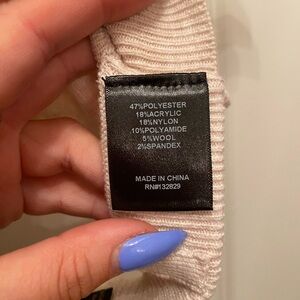 47%POLYESTER
18%ACRYLIC
18%NYLON
10%POLYAMIDE
5%WOOL
2%SPANDEX
MADE IN CHINA
RN#132829